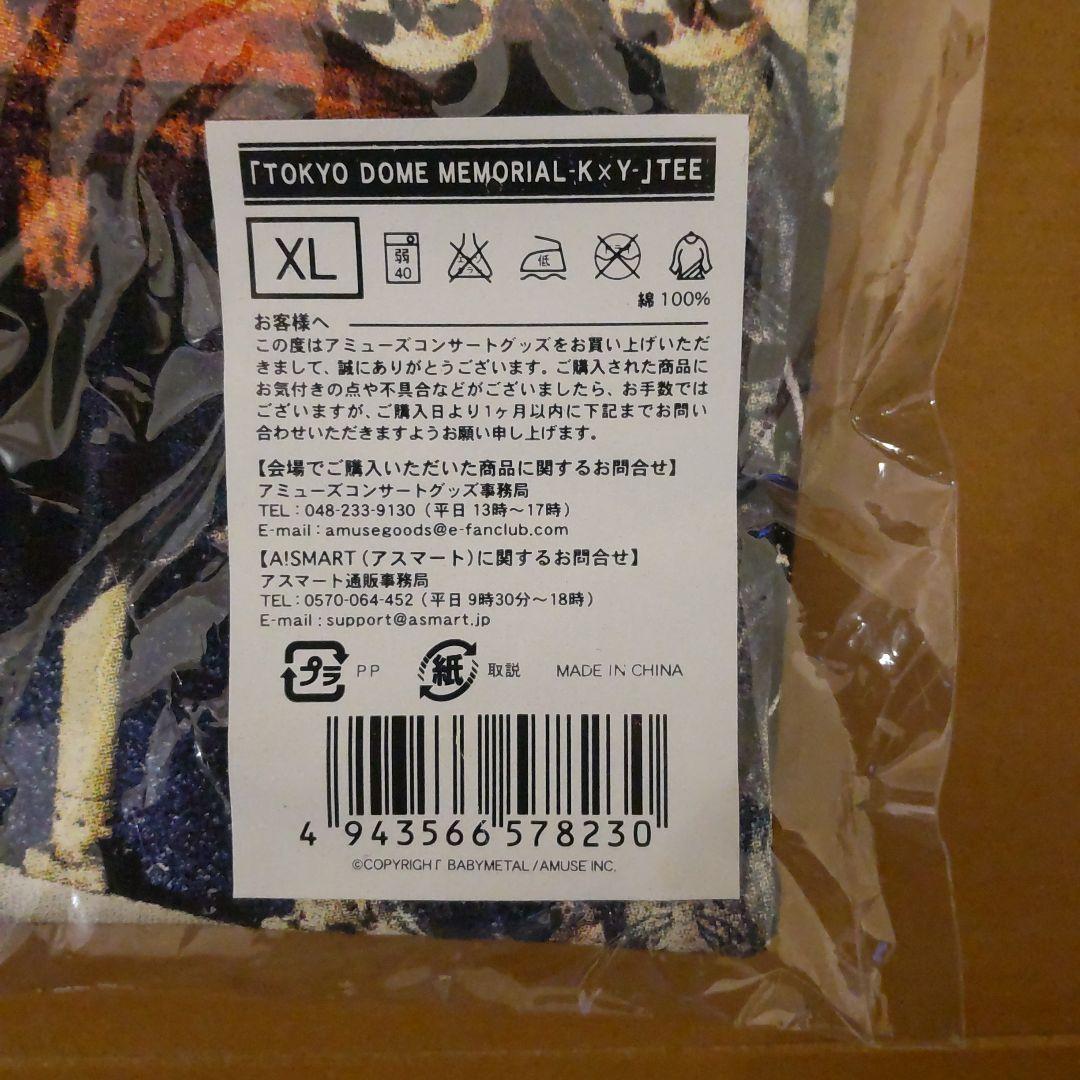 「TOKYO DOME MEMORIAL-K×Y-」TEE
XL
弱
40
低
綿 100%
お客様へ
この度はアミューズコンサートグッズをお買い上げいただ
きまして、誠にありがとうございます。ご購入された商品に
お気付きの点や不具合などがございましたら、お手数では
ございますが、ご購入日より1ヶ月以内に下記までお問い
合わせいただきますようお願い申し上げます。
【会場でご購入いただいた商品に関するお問合せ】
アミューズコンサートグッズ事務局
TEL：048-233-9130（平日 13時～17時）
E-mail：amusegoods@e-fanclub.com
【A!SMART（アスマート）に関するお問合せ】
アスマート通販事務局
TEL：0570-064-452（平日 9時30分～18時）
E-mail：support@asmart.jp
プラ PP 紙 取説 MADE IN CHINA
4 943566 578230
©COPYRIGHT BABYMETAL / AMUSE INC.